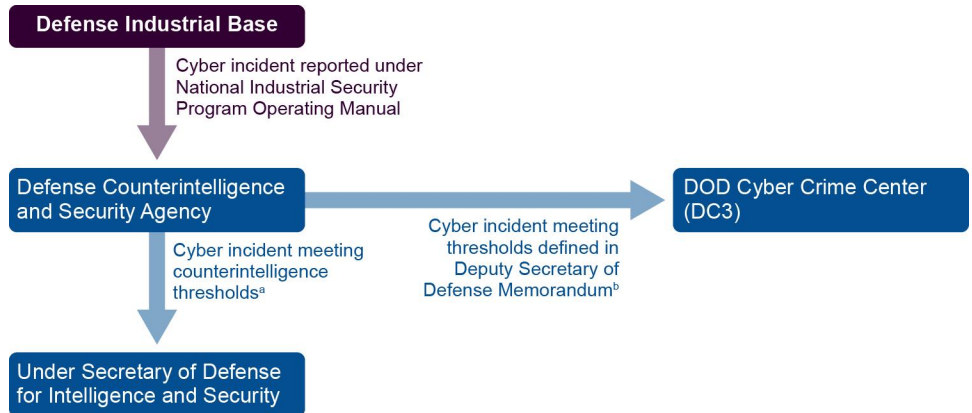 Defense Industrial Base
Cyber incident reported under
National Industrial Security
Program Operating Manual
Defense Counterintelligence
and Security Agency
DOD Cyber Crime Center
(DC3)
Cyber incident meeting
thresholds defined in
Deputy Secretary of
Defense Memorandumᵇ
Cyber incident meeting
counterintelligence
thresholdsᵃ
Under Secretary of Defense
for Intelligence and Security